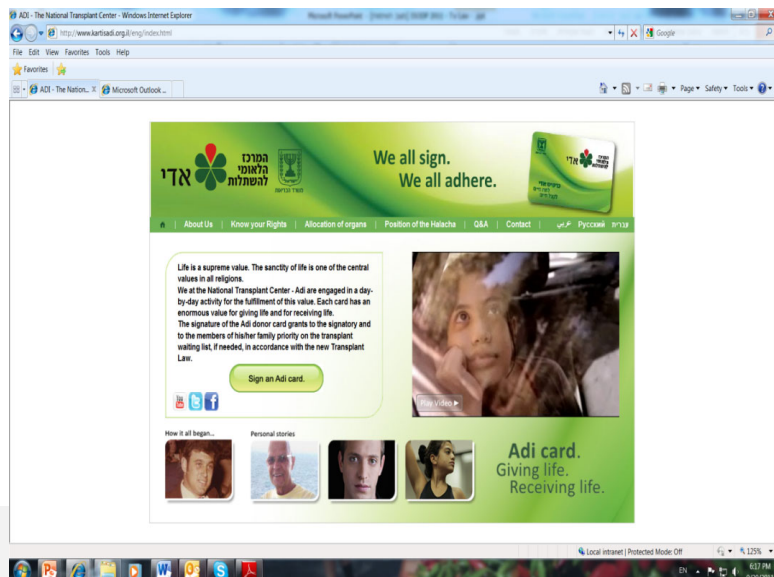 ADI - The National Transplant Center - Windows Internet Explorer
http://www.kartisadi.org.il/eng/index.html
Google
File Edit View Favorites Tools Help
Favorites
ADI - The Nation... X Microsoft Outlook ...
Page Safety Tools
המרכז
הלאומי
להשתלות
אדי
משרד הבריאות
We all sign.
We all adhere.
אדי
About Us | Know your Rights | Allocation of organs | Position of the Halacha | Q&A | Contact | عربي Русский עברית
Life is a supreme value. The sanctity of life is one of the central
values in all religions.
We at the National Transplant Center - Adi are engaged in a day-
by-day activity for the fulfillment of this value. Each card has an
enormous value for giving life and for receiving life.
The signature of the Adi donor card grants to the signatory and
to the members of his/her family priority on the transplant
waiting list, if needed, in accordance with the new Transplant
Law.
Sign an Adi card.
You Tube
Play Video
How it all began...
Personal stories
Adi card.
Giving life.
Receiving life.
Local intranet | Protected Mode: Off
125%
EN
6:17 PM